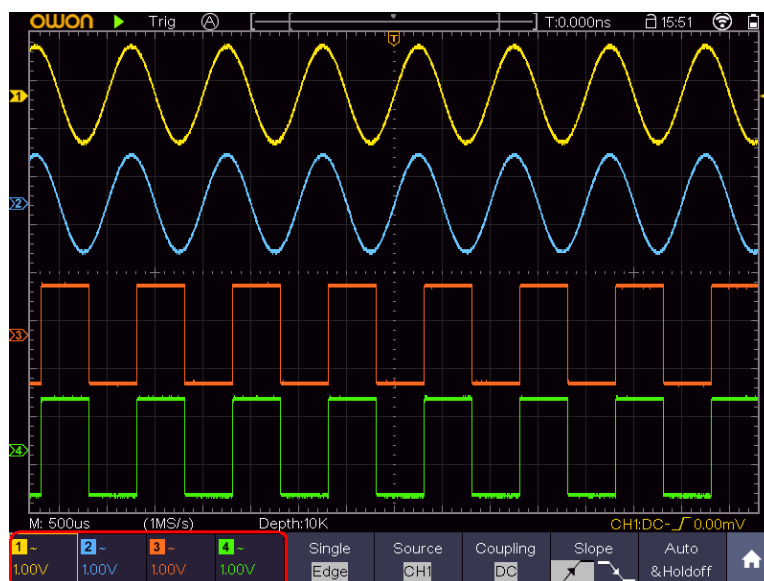 OWON Trig A T:0.000ns 15:51
T
1
2
3
4
M: 500us (1MS/s) Depth:10K CH1:DC- 0.00mV
1 ~ 2 ~ 3 ~ 4 ~ Single Source Coupling Slope Auto
1.00V 1.00V 1.00V 1.00V Edge CH1 DC &Holdoff